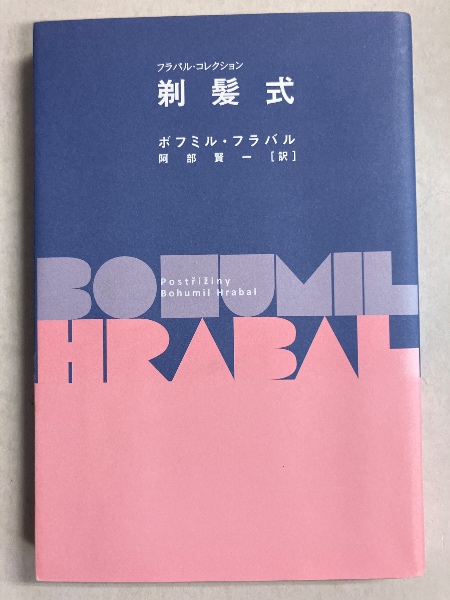 フラバル・コレクション
剃髪式
ボフミル・フラバル
阿部賢一[訳]
BOHUMIL
Postřižiny
Bohumil Hrabal
HRABAL